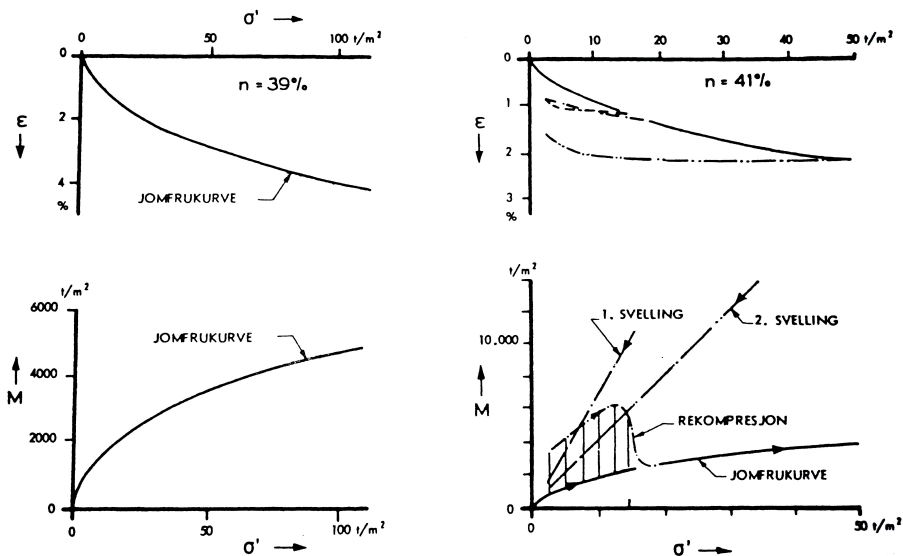 σ' →
0 50 100 t/m²
0
n = 39%
2
ε
4
%
JOMFRUKURVE
σ' →
t/m²
0 10 20 30 40 50
0
n = 41%
1
ε
2
3
%
t/m²
6000
JOMFRUKURVE
4000
M
2000
0
0 50 100 t/m²
σ' →
t/m²
1. SVELLING
2. SVELLING
10.000
M
REKOMPRESJON
JOMFRUKURVE
0
0 50 t/m²
σ' →